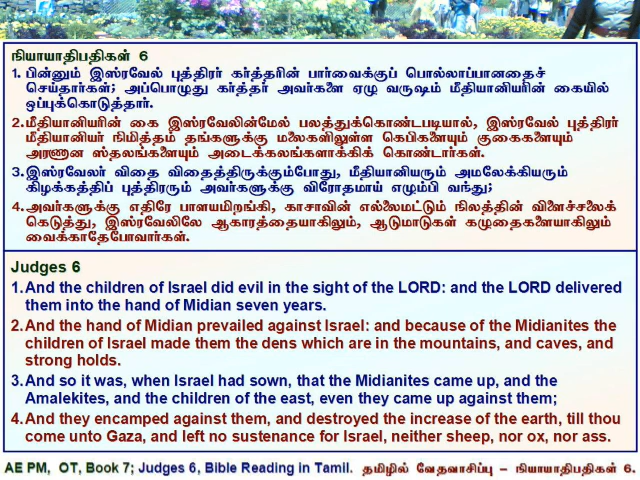 நியாயாதிபதிகள் 6
1. பின்னும் இஸ்ரவேல் புத்திரர் கர்த்தரின் பார்வைக்குப் பொல்லாப்பானதைச்
செய்தார்கள்; அப்பொழுது கர்த்தர் அவர்களை ஏழு வருஷம் மீதியானியரின் கையில்
ஒப்புக்கொடுத்தார்.
2.மீதியானியரின் கை இஸ்ரவேலின்மேல் பலத்துக்கொண்டபடியால், இஸ்ரவேல் புத்திரர்
மீதியானியர் நிமித்தம் தங்களுக்கு மலைகளிலுள்ள கெபிகளையும் குகைகளையும்
அரணான ஸ்தலங்களையும் அடைக்கலங்களாக்கிக் கொண்டார்கள்.
3.இஸ்ரவேலர் விதை விதைத்திருக்கும்போது, மீதியானியரும் அமலேக்கியரும்
கிழக்கத்திப் புத்திரரும் அவர்களுக்கு விரோதமாய் எழும்பி வந்து;
4.அவர்களுக்கு எதிரே பாளயமிறங்கி, காசாவின் எல்லைமட்டும் நிலத்தின் விளைச்சலைக்
கெடுத்து, இஸ்ரவேலிலே ஆகாரத்தையாகிலும், ஆடுமாடுகள் கழுதைகளையாகிலும்
வைக்காதேபோவார்கள்.
Judges 6
1.And the children of Israel did evil in the sight of the LORD: and the LORD delivered
them into the hand of Midian seven years.
2.And the hand of Midian prevailed against Israel: and because of the Midianites the
children of Israel made them the dens which are in the mountains, and caves, and
strong holds.
3.And so it was, when Israel had sown, that the Midianites came up, and the
Amalekites, and the children of the east, even they came up against them;
4.And they encamped against them, and destroyed the increase of the earth, till thou
come unto Gaza, and left no sustenance for Israel, neither sheep, nor ox, nor ass.
AE PM, OT, Book 7; Judges 6, Bible Reading in Tamil. தமிழில் வேதவாசிப்பு – நியாயாதிபதிகள் 6.